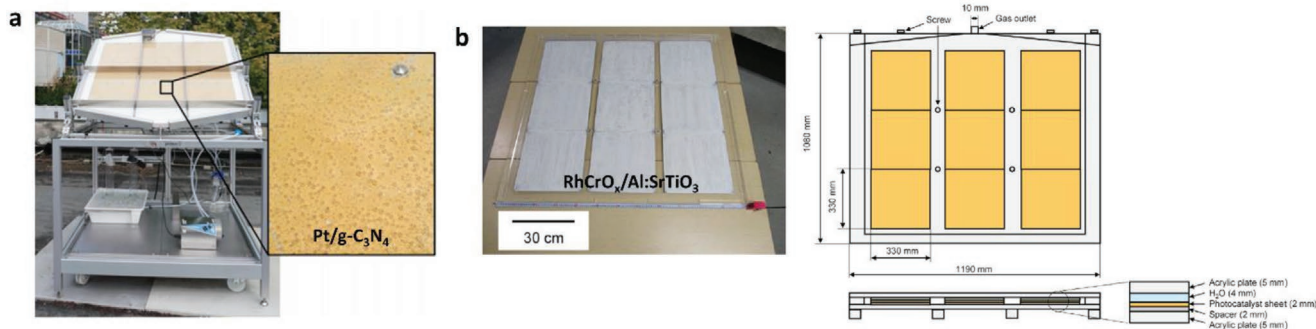 a
Pt/g-C₃N₄
b
RhCrOₓ/Al:SrTiO₃
30 cm
10 mm
Screw
Gas outlet
1080 mm
330 mm
330 mm
1190 mm
Acrylic plate (5 mm)
H₂O (4 mm)
Photocatalyst sheet (2 mm)
Spacer (2 mm)
Acrylic plate (5 mm)